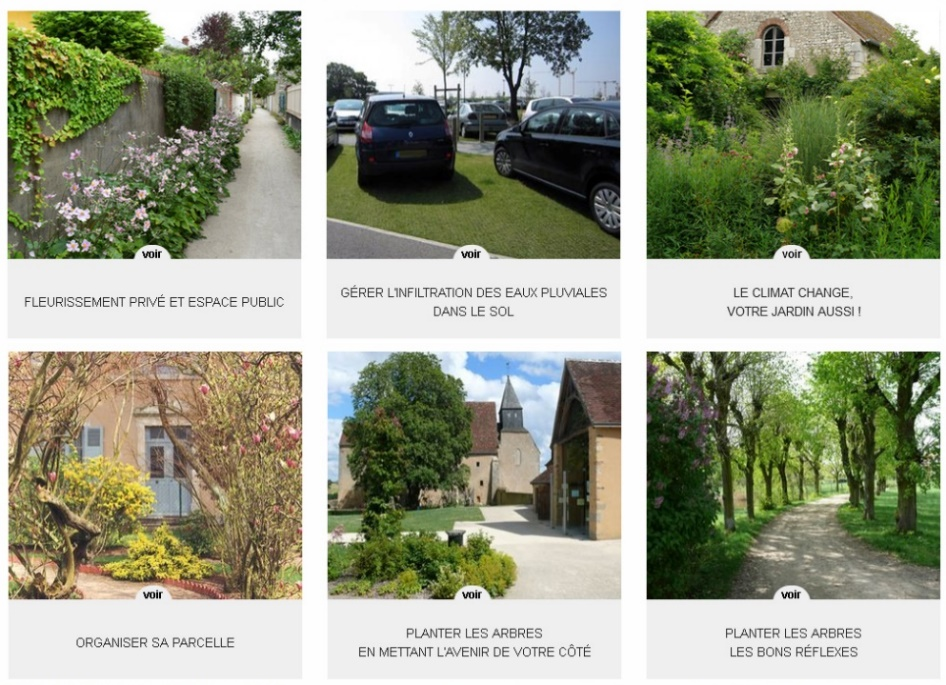 voir
FLEURISSEMENT PRIVÉ ET ESPACE PUBLIC
voir
GÉRER L'INFILTRATION DES EAUX PLUVIALES
DANS LE SOL
voir
LE CLIMAT CHANGE,
VOTRE JARDIN AUSSI !
voir
ORGANISER SA PARCELLE
voir
PLANTER LES ARBRES
EN METTANT L'AVENIR DE VOTRE CÔTÉ
voir
PLANTER LES ARBRES
LES BONS RÉFLEXES